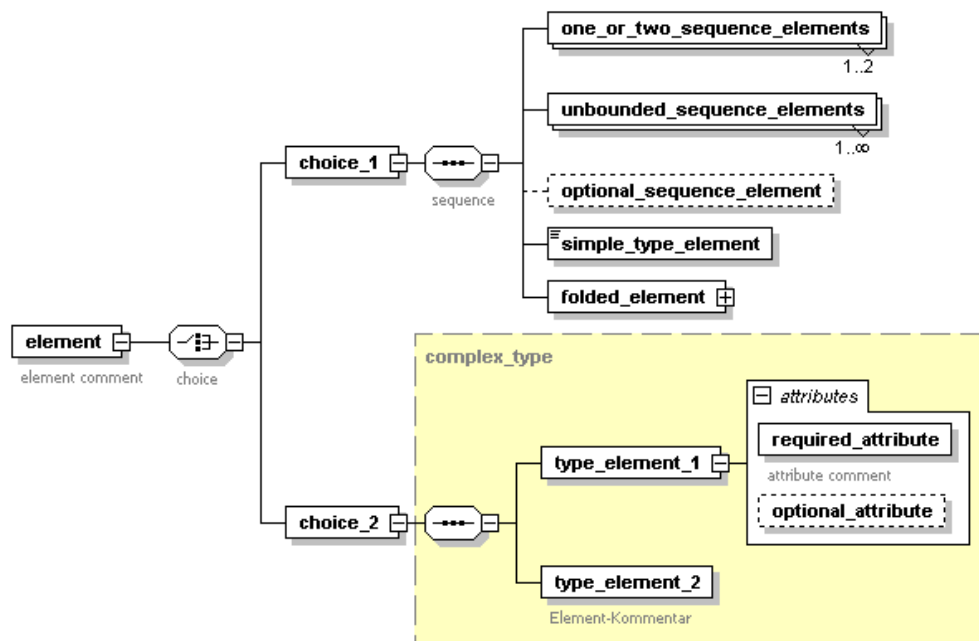 one_or_two_sequence_elements
1..2
unbounded_sequence_elements
1..∞
choice_1
sequence
optional_sequence_element
simple_type_element
folded_element
element
element comment
choice
complex_type
attributes
required_attribute
attribute comment
optional_attribute
type_element_1
choice_2
type_element_2
Element-Kommentar